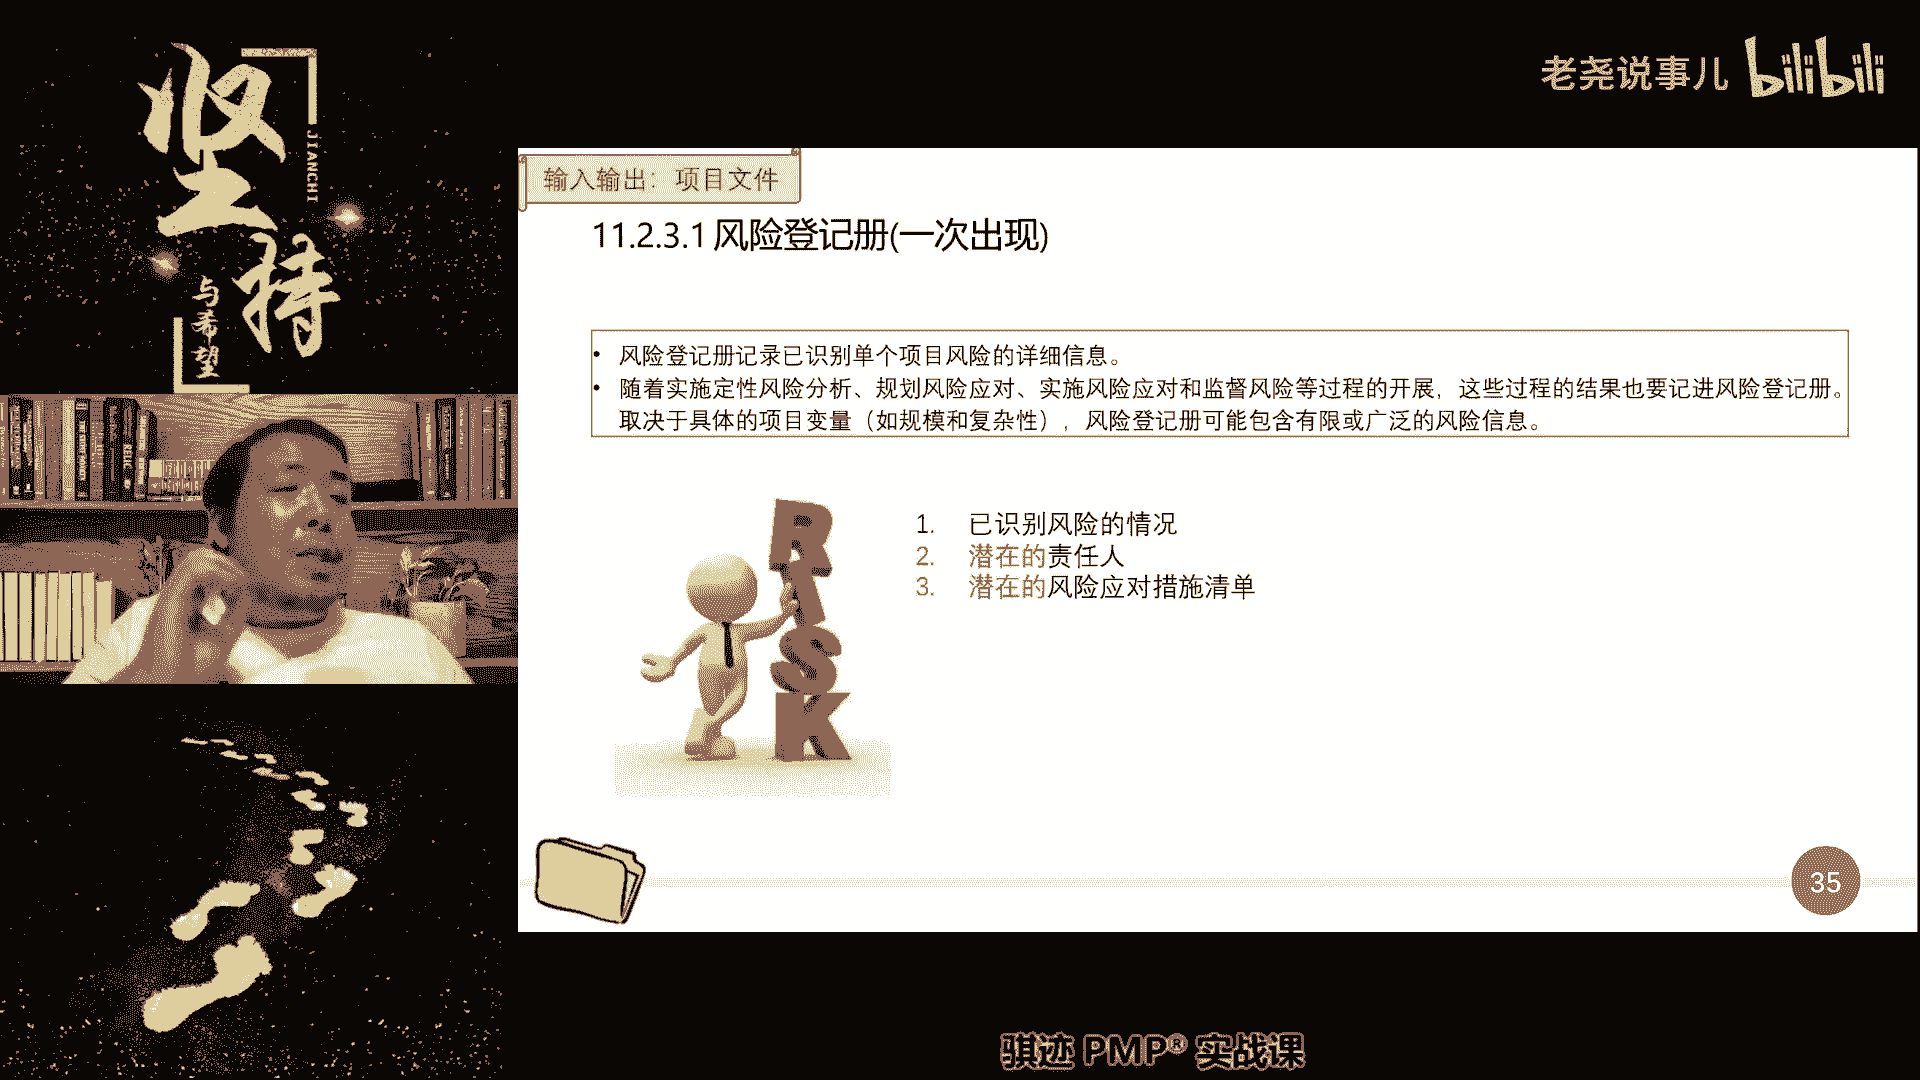 坚持
JIANCHI
与希望
老尧说事儿 bilibili
输入输出：项目文件
11.2.3.1 风险登记册(一次出现)
• 风险登记册记录已识别单个项目风险的详细信息。
• 随着实施定性风险分析、规划风险应对、实施风险应对和监督风险等过程的开展，这些过程的结果也要记进风险登记册。
取决于具体的项目变量（如规模和复杂性），风险登记册可能包含有限或广泛的风险信息。
RISK
1. 已识别风险的情况
2. 潜在的责任人
3. 潜在的风险应对措施清单
35
骐迹 PMP® 实战课